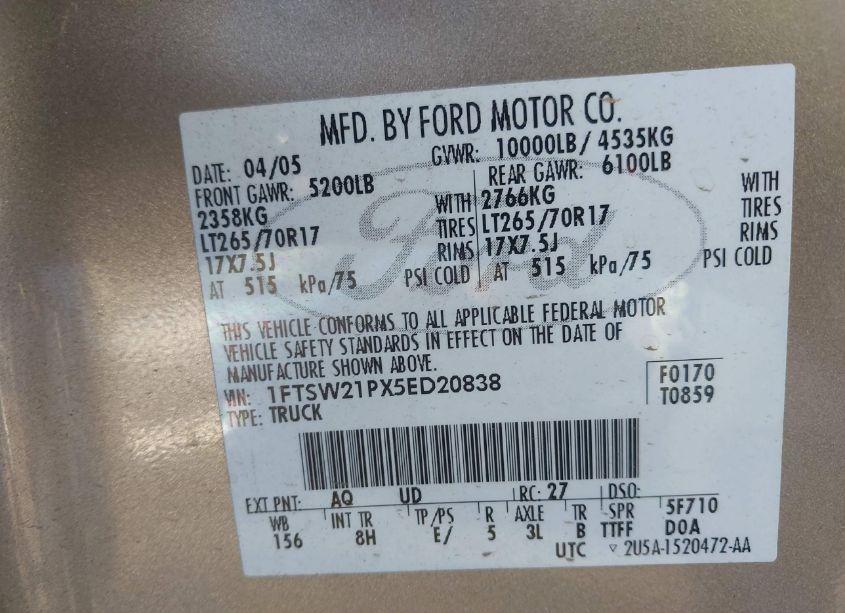 MFD. BY FORD MOTOR CO.
DATE: 04/05 GVWR: 10000LB / 4535KG
FRONT GAWR: 5200LB REAR GAWR: 6100LB
2358KG WITH 2766KG WITH
LT265/70R17 TIRES LT265/70R17 TIRES
17X7.5J RIMS 17X7.5J RIMS
AT 515 kPa/75 PSI COLD AT 515 kPa/75 PSI COLD
Ford
THIS VEHICLE CONFORMS TO ALL APPLICABLE FEDERAL MOTOR
VEHICLE SAFETY STANDARDS IN EFFECT ON THE DATE OF
MANUFACTURE SHOWN ABOVE.
VIN: 1FTSW21PX5ED20838 F0170
TYPE: TRUCK T0859
EXT PNT: AQ UD RC: 27 DSO:
WB INT TR TP/PS R AXLE TR SPR 5F710
156 8H E/ 5 3L B TTFF DOA
UTC ▽ 2U5A-1520472-AA